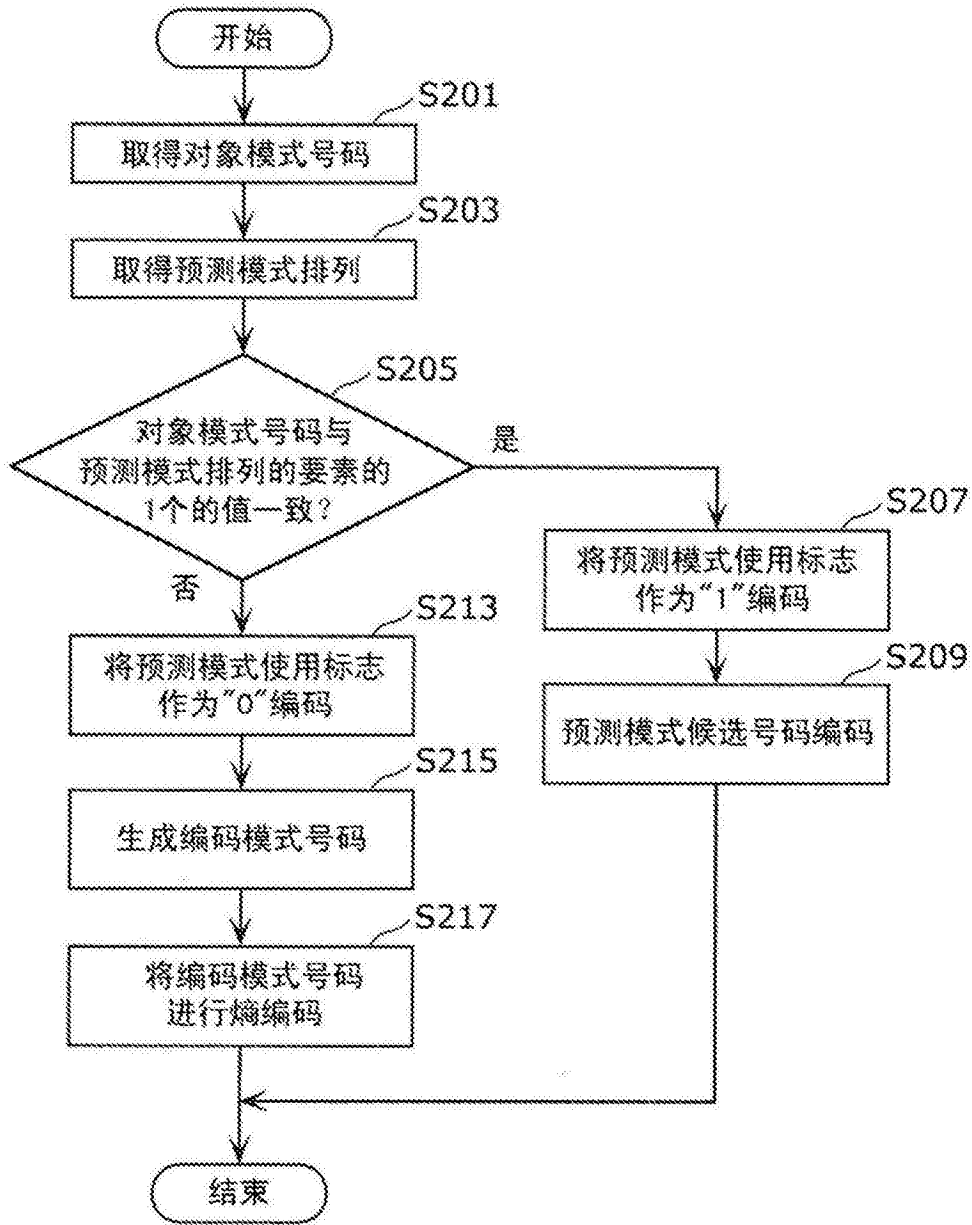 开始
S201
取得对象模式号码
S203
取得预测模式排列
S205
对象模式号码与
预测模式排列的要素的
1个的值一致?
是
否
S207
将预测模式使用标志
作为"1"编码
S209
预测模式候选号码编码
S213
将预测模式使用标志
作为"0"编码
S215
生成编码模式号码
S217
将编码模式号码
进行熵编码
结束